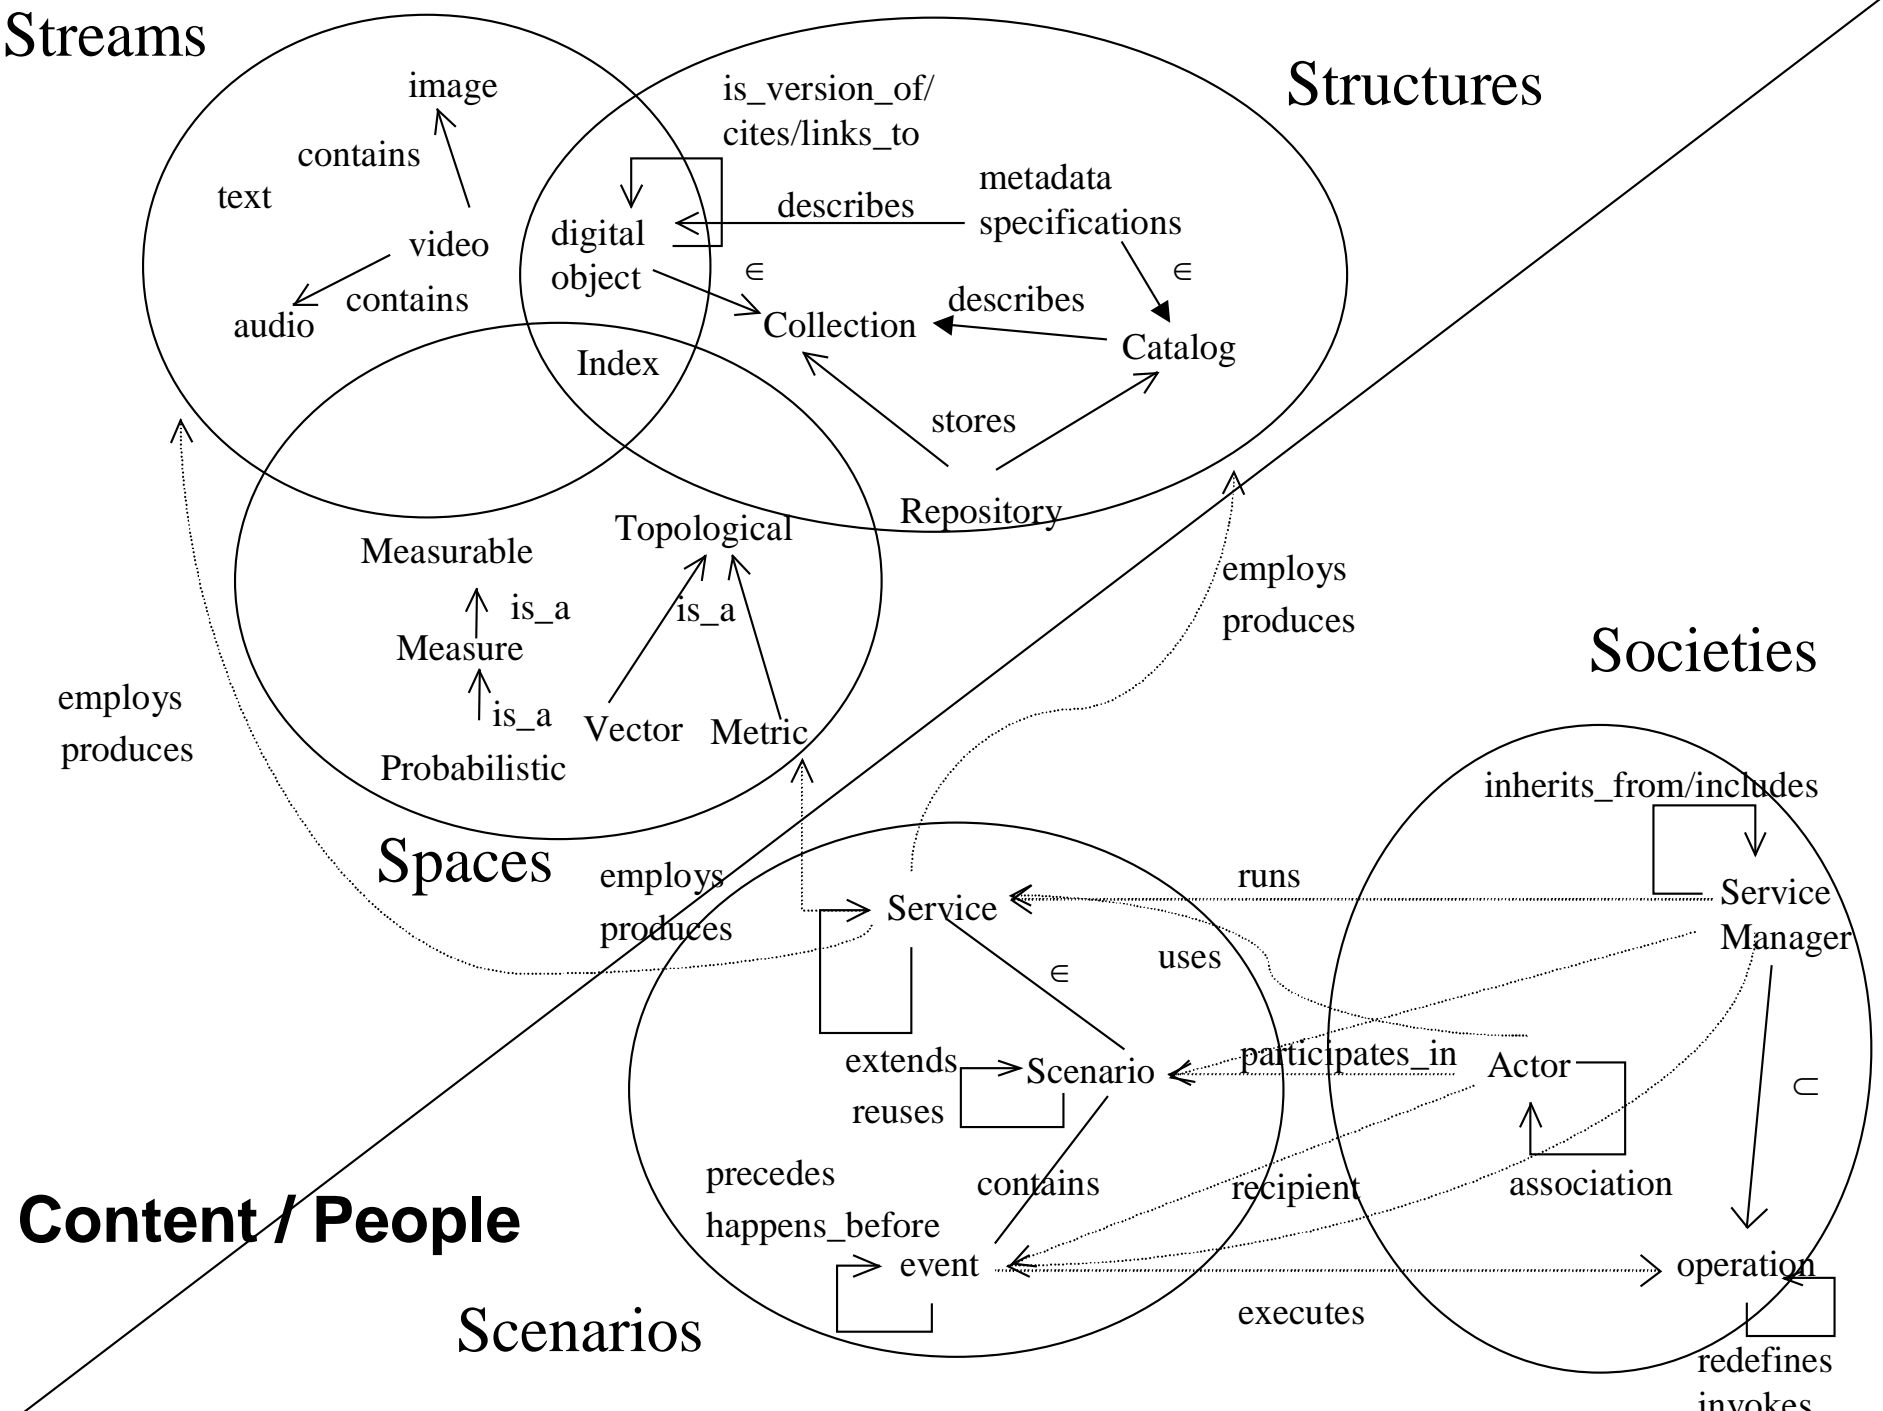 Streams
image
is_version_of/
cites/links_to
Structures
contains
text
metadata
specifications
describes
video
digital
object
∈
∈
contains
audio
describes
Collection
Catalog
Index
stores
Repository
Topological
Measurable
is_a
is_a
Measure
employs
produces
is_a
Vector
Metric
Probabilistic
employs
produces
Societies
inherits_from/includes
Spaces
employs
produces
Service
runs
Service
Manager
uses
∈
extends
reuses
Scenario
participates_in
Actor
⊂
precedes
happens_before
contains
recipient
association
Content / People
event
operation
executes
Scenarios
redefines
invokes